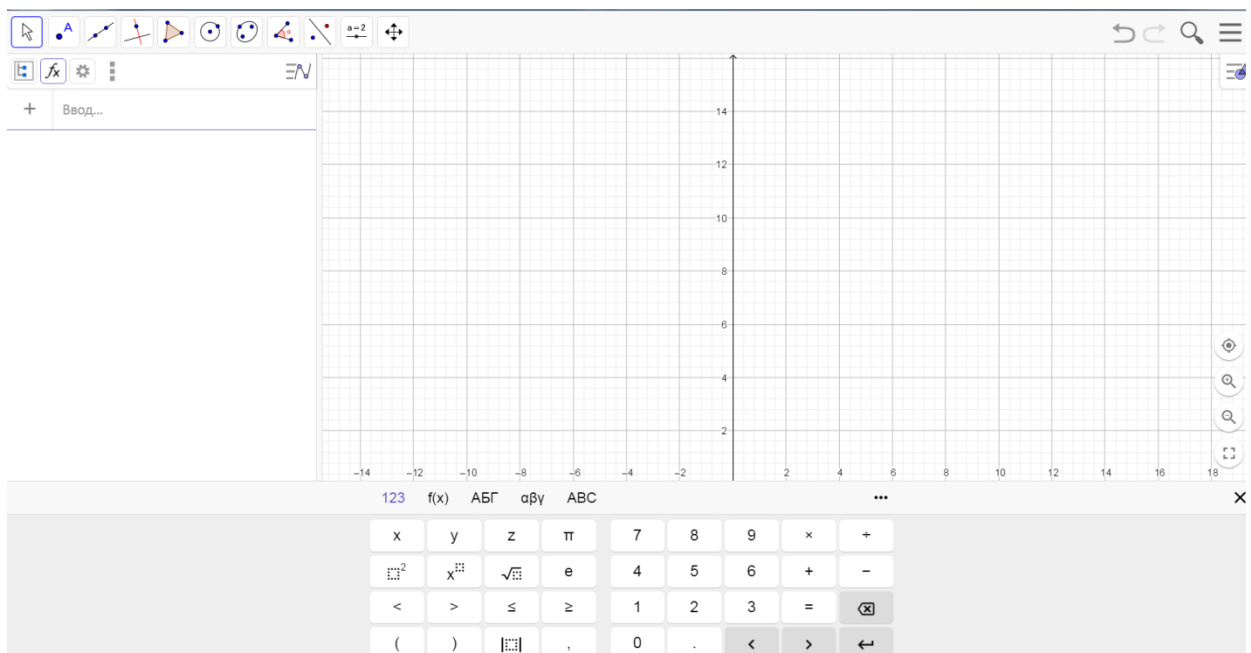 A
a=2
fx
+ Ввод...
14
12
10
8
6
4
2
−14 −12 −10 −8 −6 −4 −2 2 4 6 8 10 12 14 16 18
123 f(x) АБГ αβγ ABC
x y z π 7 8 9 × ÷
² x √ e 4 5 6 + −
< > ≤ ≥ 1 2 3 =
( ) | | , 0 . < >